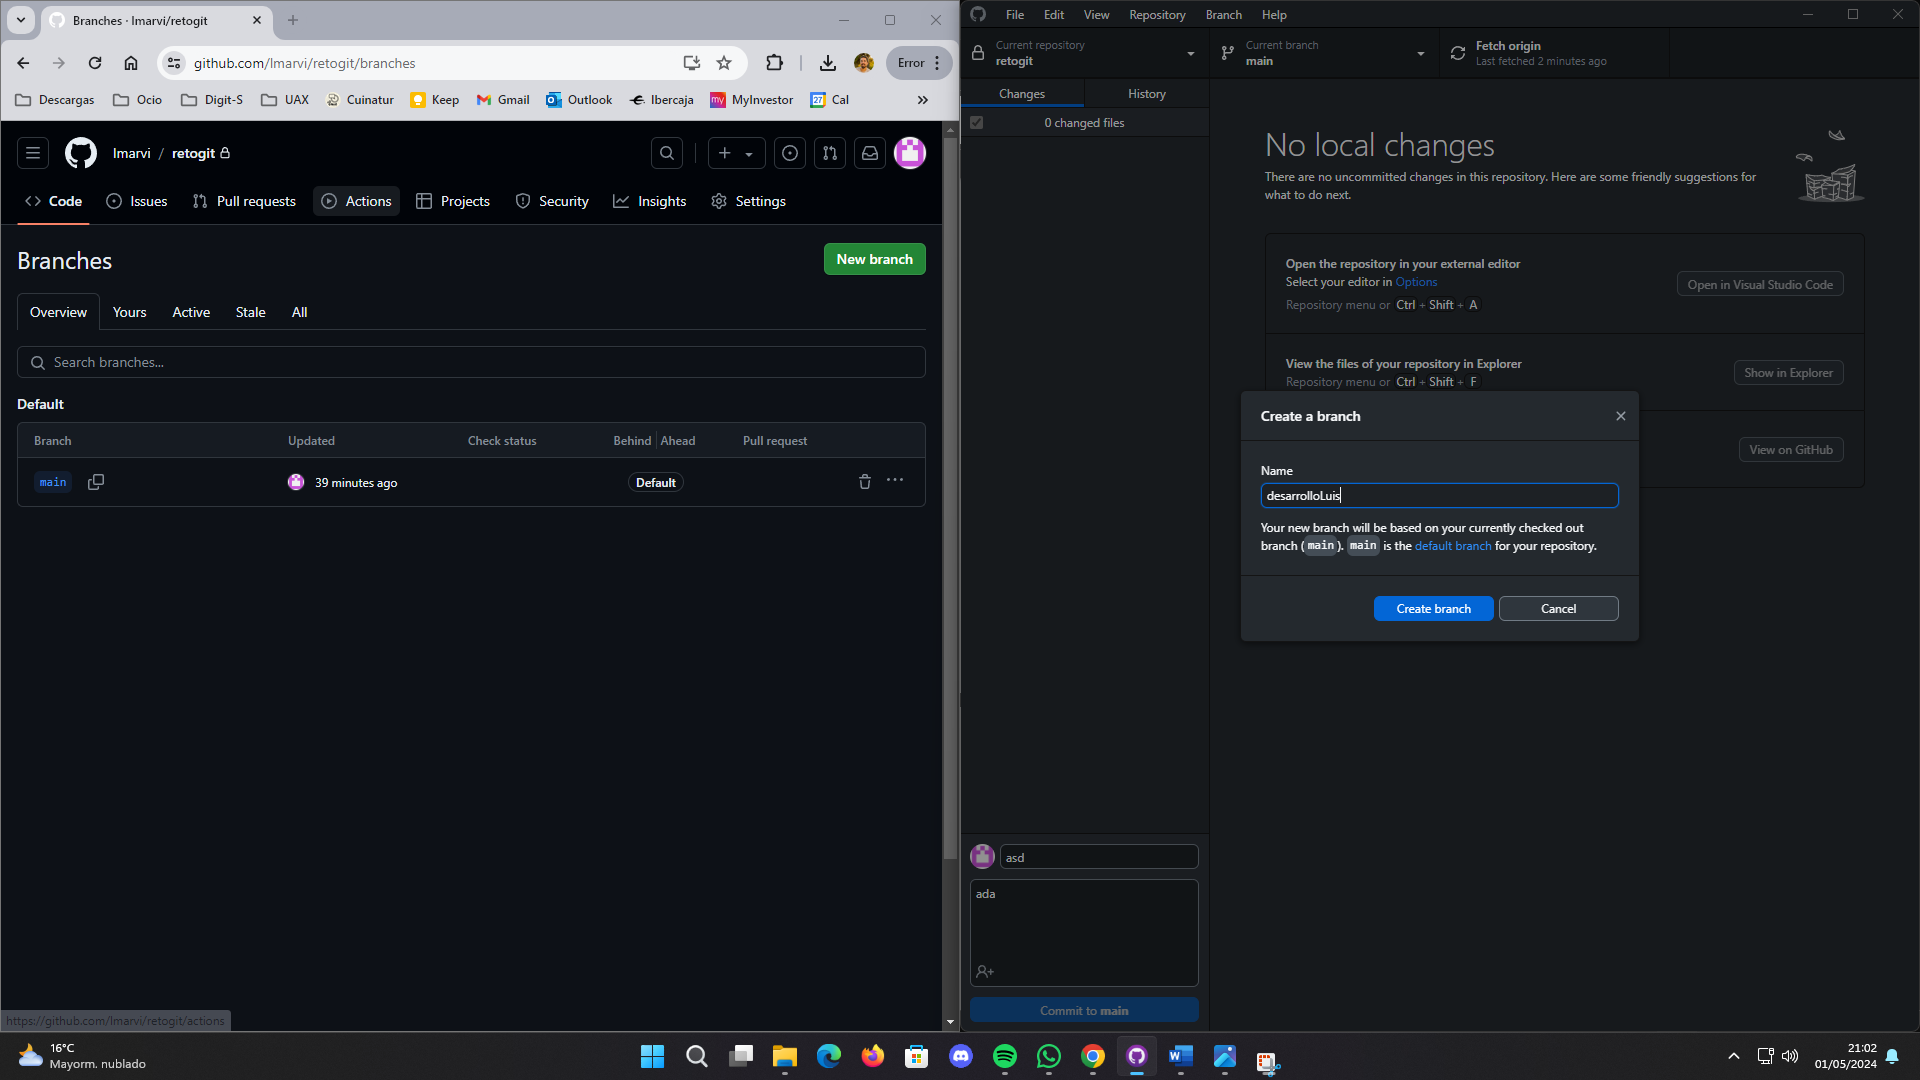 Branches · lmarvi/retogit
github.com/lmarvi/retogit/branches
Error
Descargas
Ocio
Digit-S
UAX
Cuinatur
Keep
Gmail
Outlook
Ibercaja
my MyInvestor
27 Cal
lmarvi / retogit
Code
Issues
Pull requests
Actions
Projects
Security
Insights
Settings
Branches
New branch
Overview
Yours
Active
Stale
All
Search branches...
Default
Branch
Updated
Check status
Behind
Ahead
Pull request
main
39 minutes ago
Default
https://github.com/lmarvi/retogit/actions
File
Edit
View
Repository
Branch
Help
Current repository
retogit
Current branch
main
Fetch origin
Last fetched 2 minutes ago
Changes
History
0 changed files
No local changes
There are no uncommitted changes in this repository. Here are some friendly suggestions for
what to do next.
Open the repository in your external editor
Select your editor in Options
Repository menu or Ctrl + Shift + A
Open in Visual Studio Code
View the files of your repository in Explorer
Repository menu or Ctrl + Shift + F
Show in Explorer
View on GitHub
Create a branch
Name
desarrolloLuis
Your new branch will be based on your currently checked out
branch (main). main is the default branch for your repository.
Create branch
Cancel
asd
ada
Commit to main
16°C
Mayorm. nublado
21:02
01/05/2024